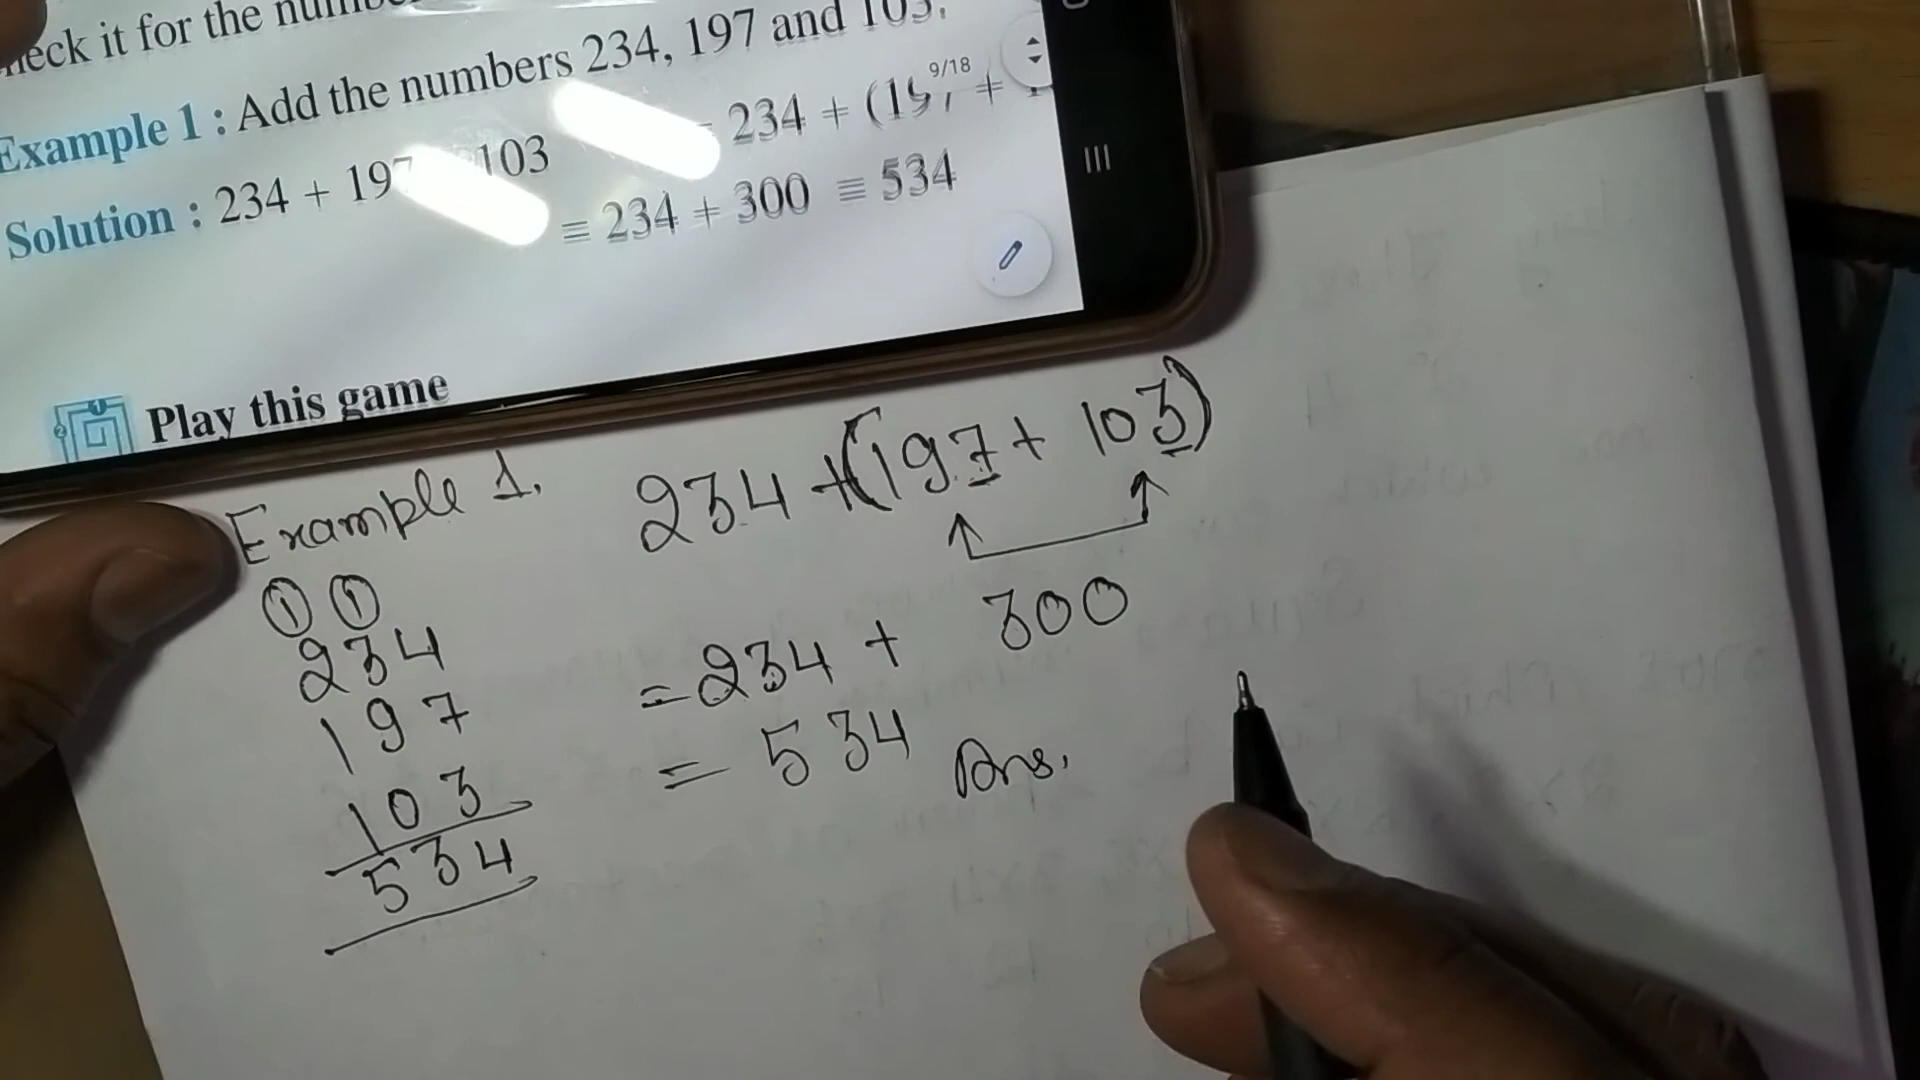 check it for the
Example 1 : Add the numbers 234, 197 and 103.
Solution : 234 + 197 103 = 234 + (197 +
= 234 + 300 = 534
9/18
Play this game
Example 1. 234 + (197 + 103)
1 1
234
197
103
534
300
= 234 +
= 534 Ans.